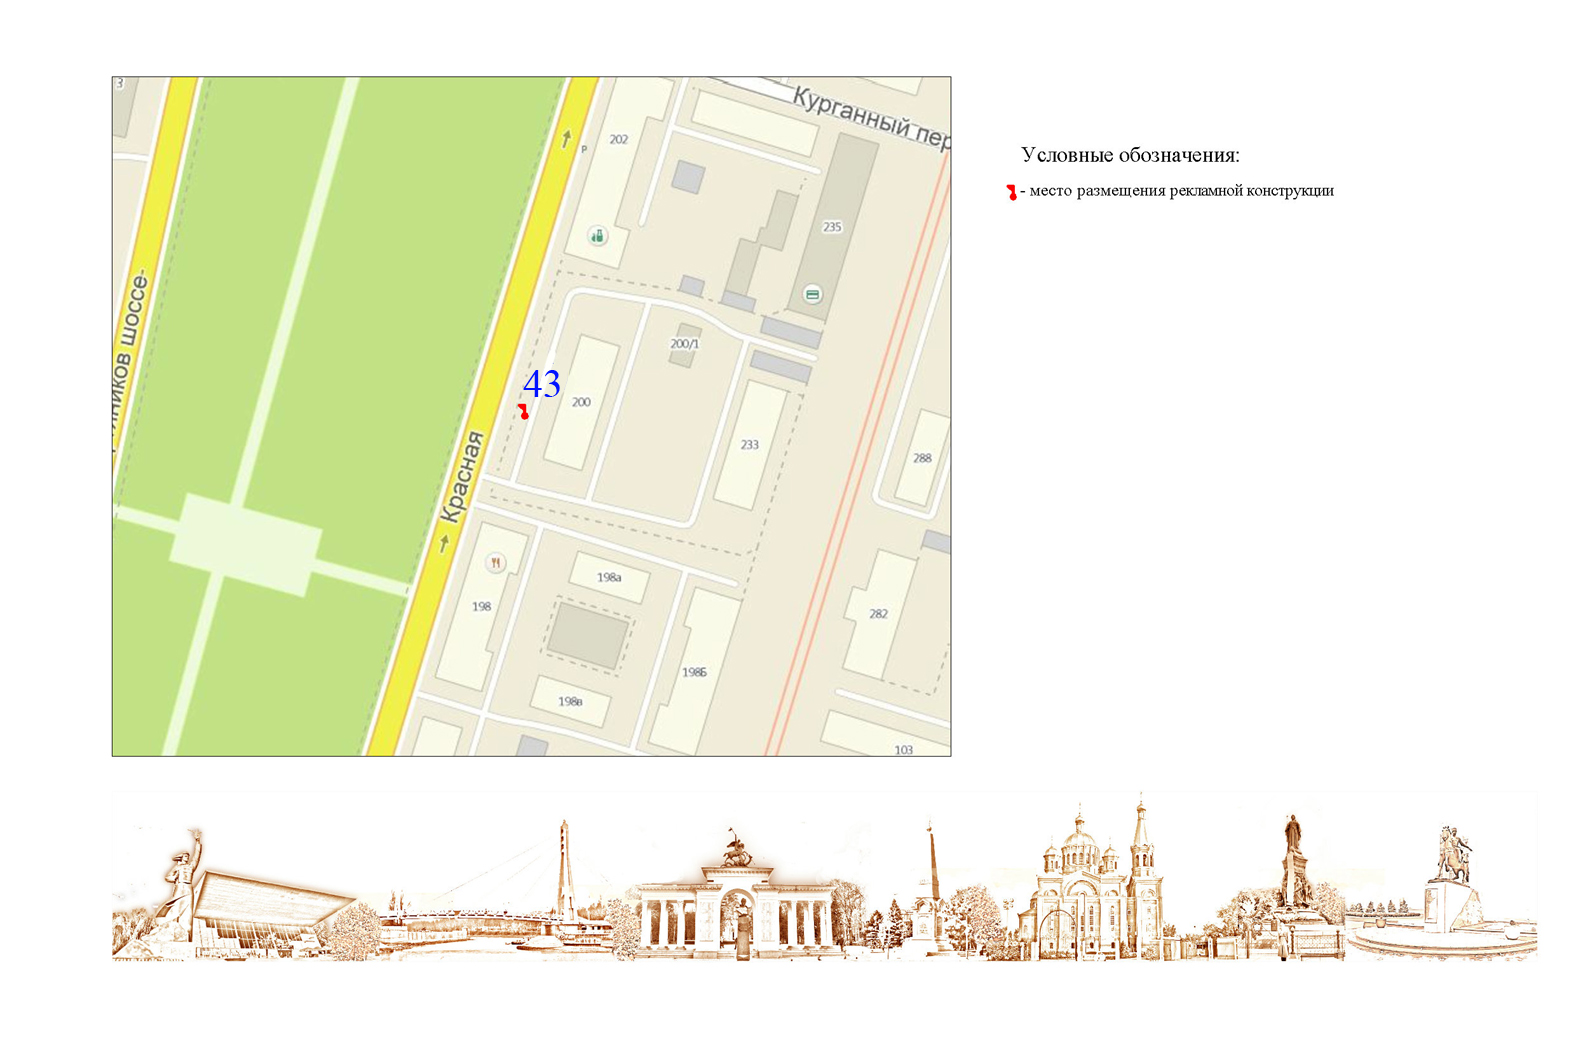 3
Курганный пер
202
P
235
Условные обозначения:
- место размещения рекламной конструкции
шоссе
200/1
43
200
233
288
Красная
198а
198
282
198Б
198в
103